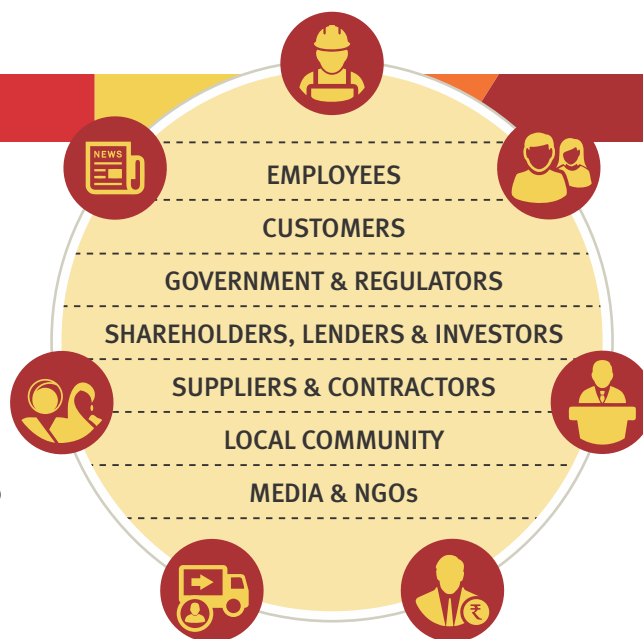 NEWS
EMPLOYEES
CUSTOMERS
GOVERNMENT & REGULATORS
SHAREHOLDERS, LENDERS & INVESTORS
SUPPLIERS & CONTRACTORS
LOCAL COMMUNITY
MEDIA & NGOs
₹